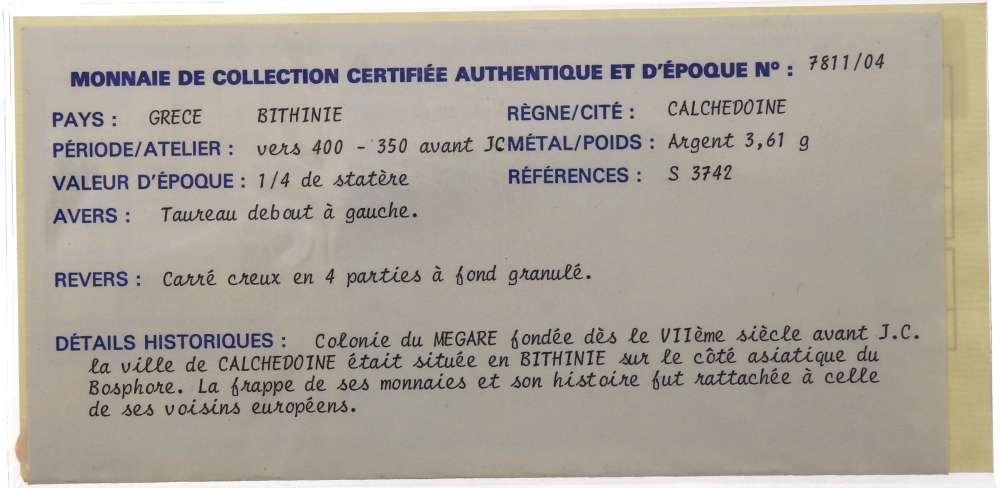 MONNAIE DE COLLECTION CERTIFIÉE AUTHENTIQUE ET D'ÉPOQUE Nº : 7811/04
PAYS : GRECE BITHINIE RÈGNE/CITÉ : CALCHEDOINE
PÉRIODE/ATELIER : vers 400 - 350 avant JC MÉTAL/POIDS : Argent 3,61 g
VALEUR D'ÉPOQUE : 1/4 de statère RÉFÉRENCES : S 3742
AVERS : Taureau debout à gauche.
REVERS : Carré creux en 4 parties à fond granulé.
DÉTAILS HISTORIQUES : Colonie du MEGARE fondée dès le VIIème siècle avant J.C.
la ville de CALCHEDOINE était située en BITHINIE sur le côté asiatique du
Bosphore. La frappe de ses monnaies et son histoire fut rattachée à celle
de ses voisins européens.